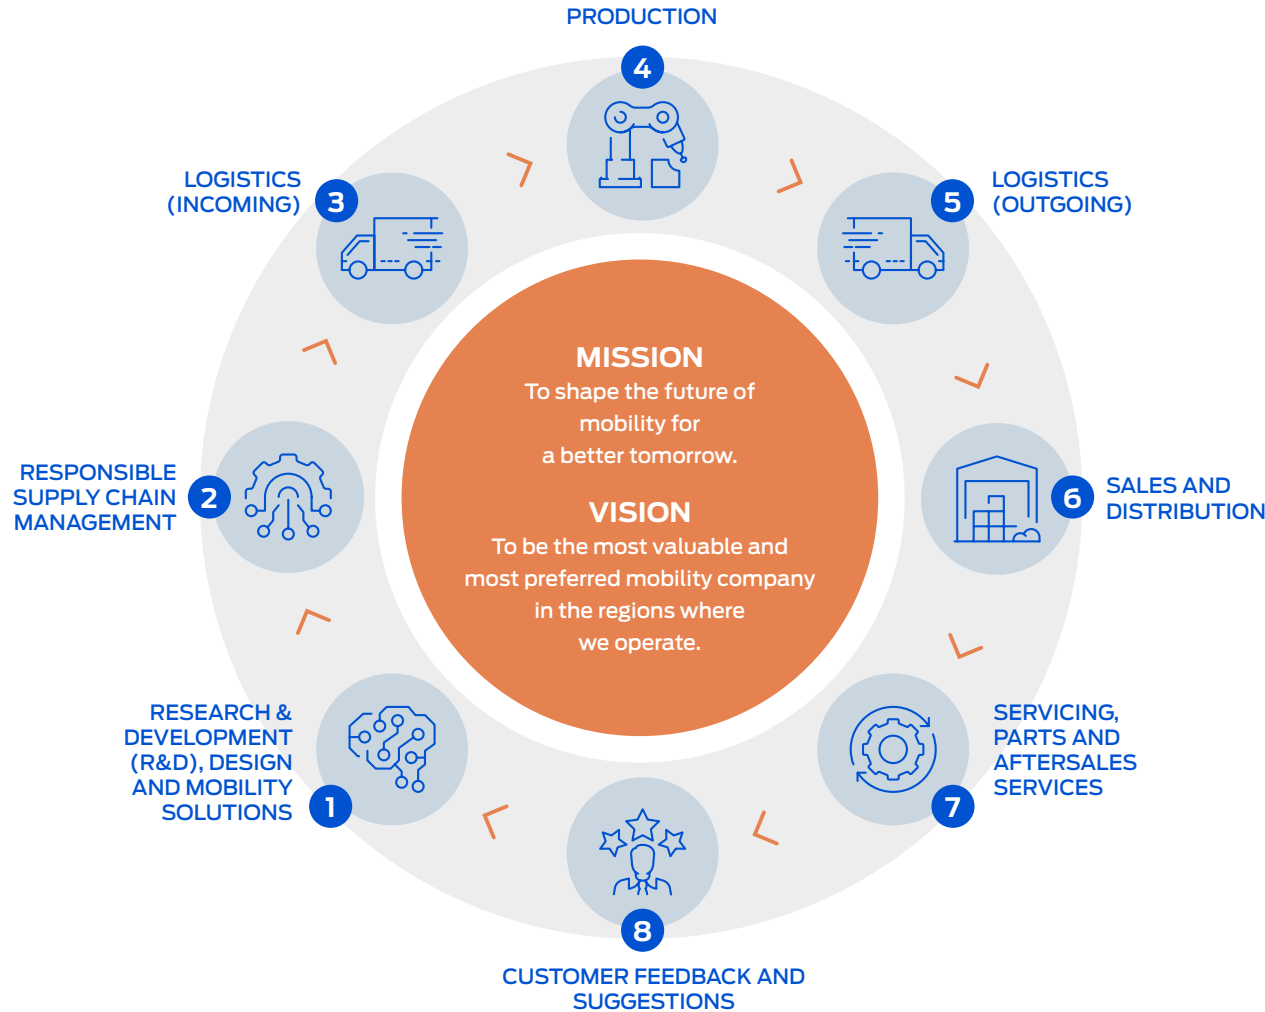 PRODUCTION
4
LOGISTICS
(INCOMING)
3
5
LOGISTICS
(OUTGOING)
MISSION
To shape the future of
mobility for
a better tomorrow.
VISION
To be the most valuable and
most preferred mobility company
in the regions where
we operate.
RESPONSIBLE
SUPPLY CHAIN
MANAGEMENT
2
6
SALES AND
DISTRIBUTION
RESEARCH &
DEVELOPMENT
(R&D), DESIGN
AND MOBILITY
SOLUTIONS
1
SERVICING,
PARTS AND
AFTERSALES
SERVICES
7
8
CUSTOMER FEEDBACK AND
SUGGESTIONS